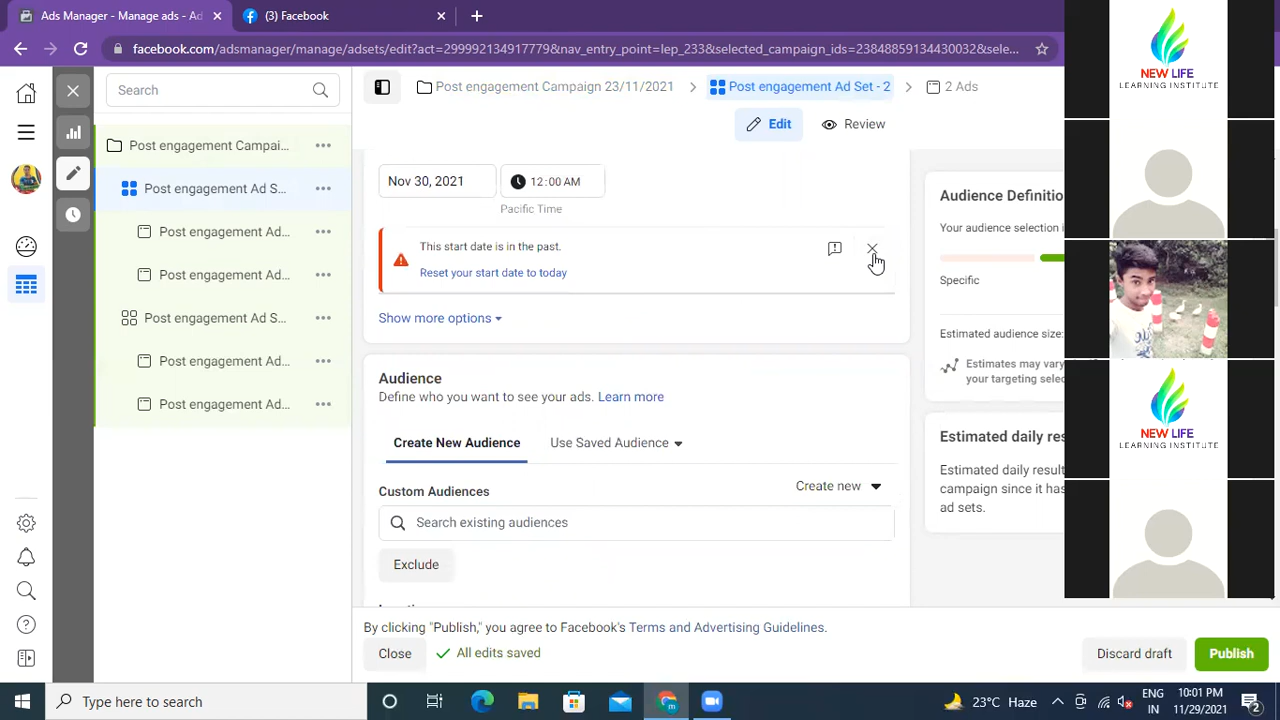 Ads Manager - Manage ads - Ad
(3) Facebook
facebook.com/adsmanager/manage/adsets/edit?act=299992134917779&nav_entry_point=lep_233&selected_campaign_ids=23848859134430032&sele...
Search
Post engagement Campai...
Post engagement Ad S...
Post engagement Ad...
Post engagement Ad...
Post engagement Ad S...
Post engagement Ad...
Post engagement Ad...
Post engagement Campaign 23/11/2021
Post engagement Ad Set - 2
2 Ads
Edit
Review
Nov 30, 2021
12:00 AM
Pacific Time
This start date is in the past.
Reset your start date to today
Show more options
Audience
Define who you want to see your ads. Learn more
Create New Audience
Use Saved Audience
Custom Audiences
Create new
Search existing audiences
Exclude
Audience Definitio
Your audience selection i
Specific
Estimated audience size:
Estimates may vary
your targeting selec
Estimated daily res
Estimated daily result
campaign since it has
ad sets.
By clicking "Publish," you agree to Facebook's Terms and Advertising Guidelines.
Close
All edits saved
Discard draft
Publish
NEW LIFE
LEARNING INSTITUTE
NEW LIFE
LEARNING INSTITUTE
Type here to search
23°C Haze
ENG
IN
10:01 PM
11/29/2021
2